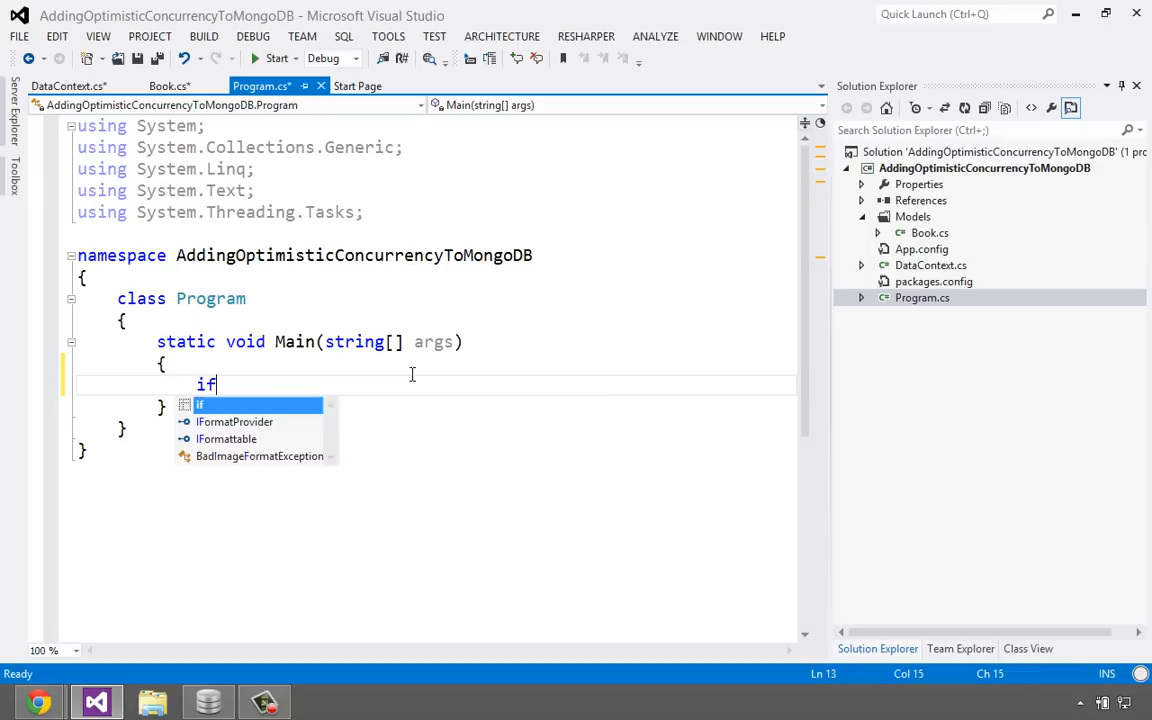 AddingOptimisticConcurrencyToMongoDB - Microsoft Visual Studio
Quick Launch (Ctrl+Q)
FILE EDIT VIEW PROJECT BUILD DEBUG TEAM SQL TOOLS TEST ARCHITECTURE RESHARPER ANALYZE WINDOW HELP
Start Debug
Server Explorer
Toolbox
DataContext.cs* Book.cs* Program.cs* Start Page
AddingOptimisticConcurrencyToMongoDB.Program Main(string[] args)
using System;
using System.Collections.Generic;
using System.Linq;
using System.Text;
using System.Threading.Tasks;
namespace AddingOptimisticConcurrencyToMongoDB
{
class Program
{
static void Main(string[] args)
{
if
}
}
}
if
IFormatProvider
IFormattable
BadImageFormatException
100 %
Solution Explorer
Search Solution Explorer (Ctrl+;)
Solution 'AddingOptimisticConcurrencyToMongoDB' (1 pro
AddingOptimisticConcurrencyToMongoDB
Properties
References
Models
Book.cs
App.config
DataContext.cs
packages.config
Program.cs
Solution Explorer Team Explorer Class View
Ready Ln 13 Col 15 Ch 15 INS